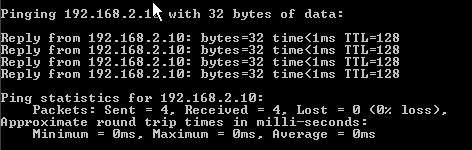 Pinging 192.168.2.10 with 32 bytes of data:
Reply from 192.168.2.10: bytes=32 time<1ms TTL=128
Reply from 192.168.2.10: bytes=32 time<1ms TTL=128
Reply from 192.168.2.10: bytes=32 time<1ms TTL=128
Reply from 192.168.2.10: bytes=32 time<1ms TTL=128
Ping statistics for 192.168.2.10:
Packets: Sent = 4, Received = 4, Lost = 0 (0% loss),
Approximate round trip times in milli-seconds:
Minimum = 0ms, Maximum = 0ms, Average = 0ms